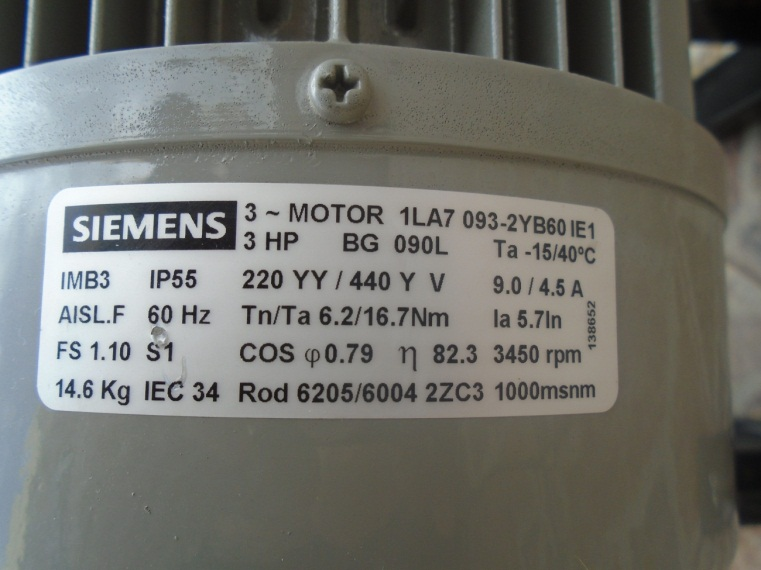 SIEMENS 3 ~ MOTOR 1LA7 093-2YB60 IE1
3 HP BG 090L Ta -15/40ºC
IMB3 IP55 220 YY / 440 Y V 9.0 / 4.5 A
AISL.F 60 Hz Tn/Ta 6.2/16.7Nm Ia 5.7In
FS 1.10 S1 COS φ 0.79 η 82.3 3450 rpm
14.6 Kg IEC 34 Rod 6205/6004 2ZC3 1000msnm
138652